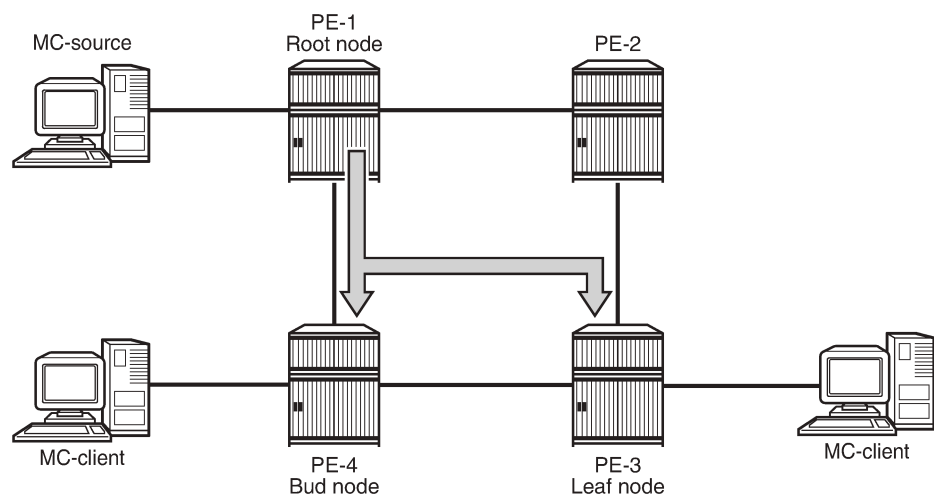 MC-source
PE-1
Root node
PE-2
MC-client
PE-4
Bud node
PE-3
Leaf node
MC-client